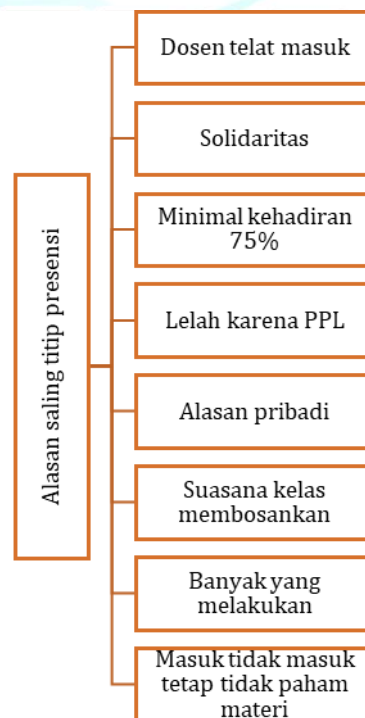 Alasan saling titip presensi
Dosen telat masuk
Solidaritas
Minimal kehadiran
75%
Lelah karena PPL
Alasan pribadi
Suasana kelas
membosankan
Banyak yang
melakukan
Masuk tidak masuk
tetap tidak paham
materi